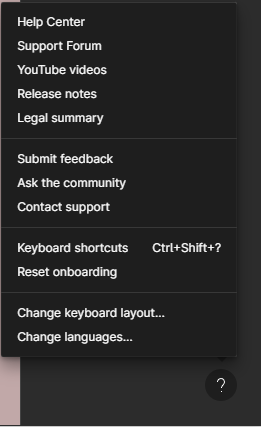 Help Center
Support Forum
YouTube videos
Release notes
Legal summary
Submit feedback
Ask the community
Contact support
Keyboard shortcuts Ctrl+Shift+?
Reset onboarding
Change keyboard layout...
Change languages...
?